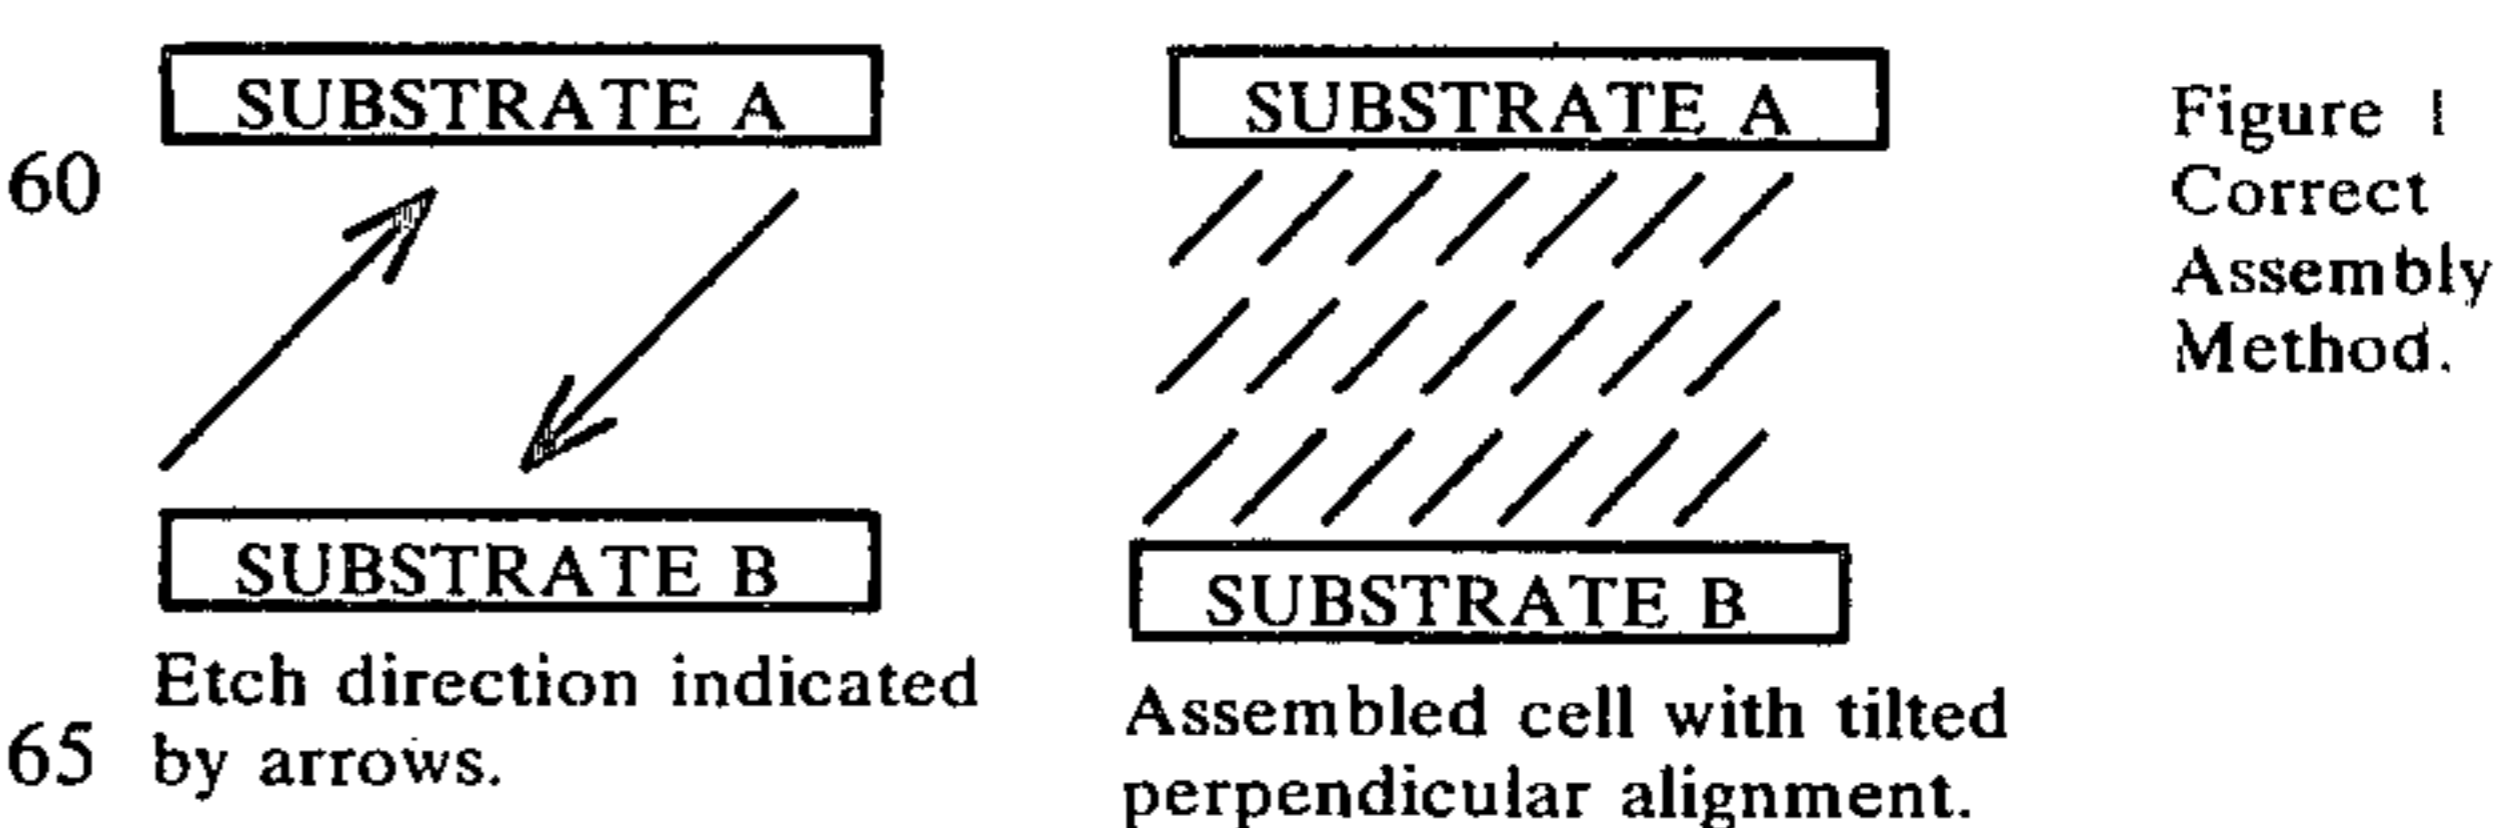 SUBSTRATE A
60
SUBSTRATE B
Etch direction indicated
65 by arrows.
SUBSTRATE A
SUBSTRATE B
Assembled cell with tilted
perpendicular alignment.
Figure 1
Correct
Assembly
Method.